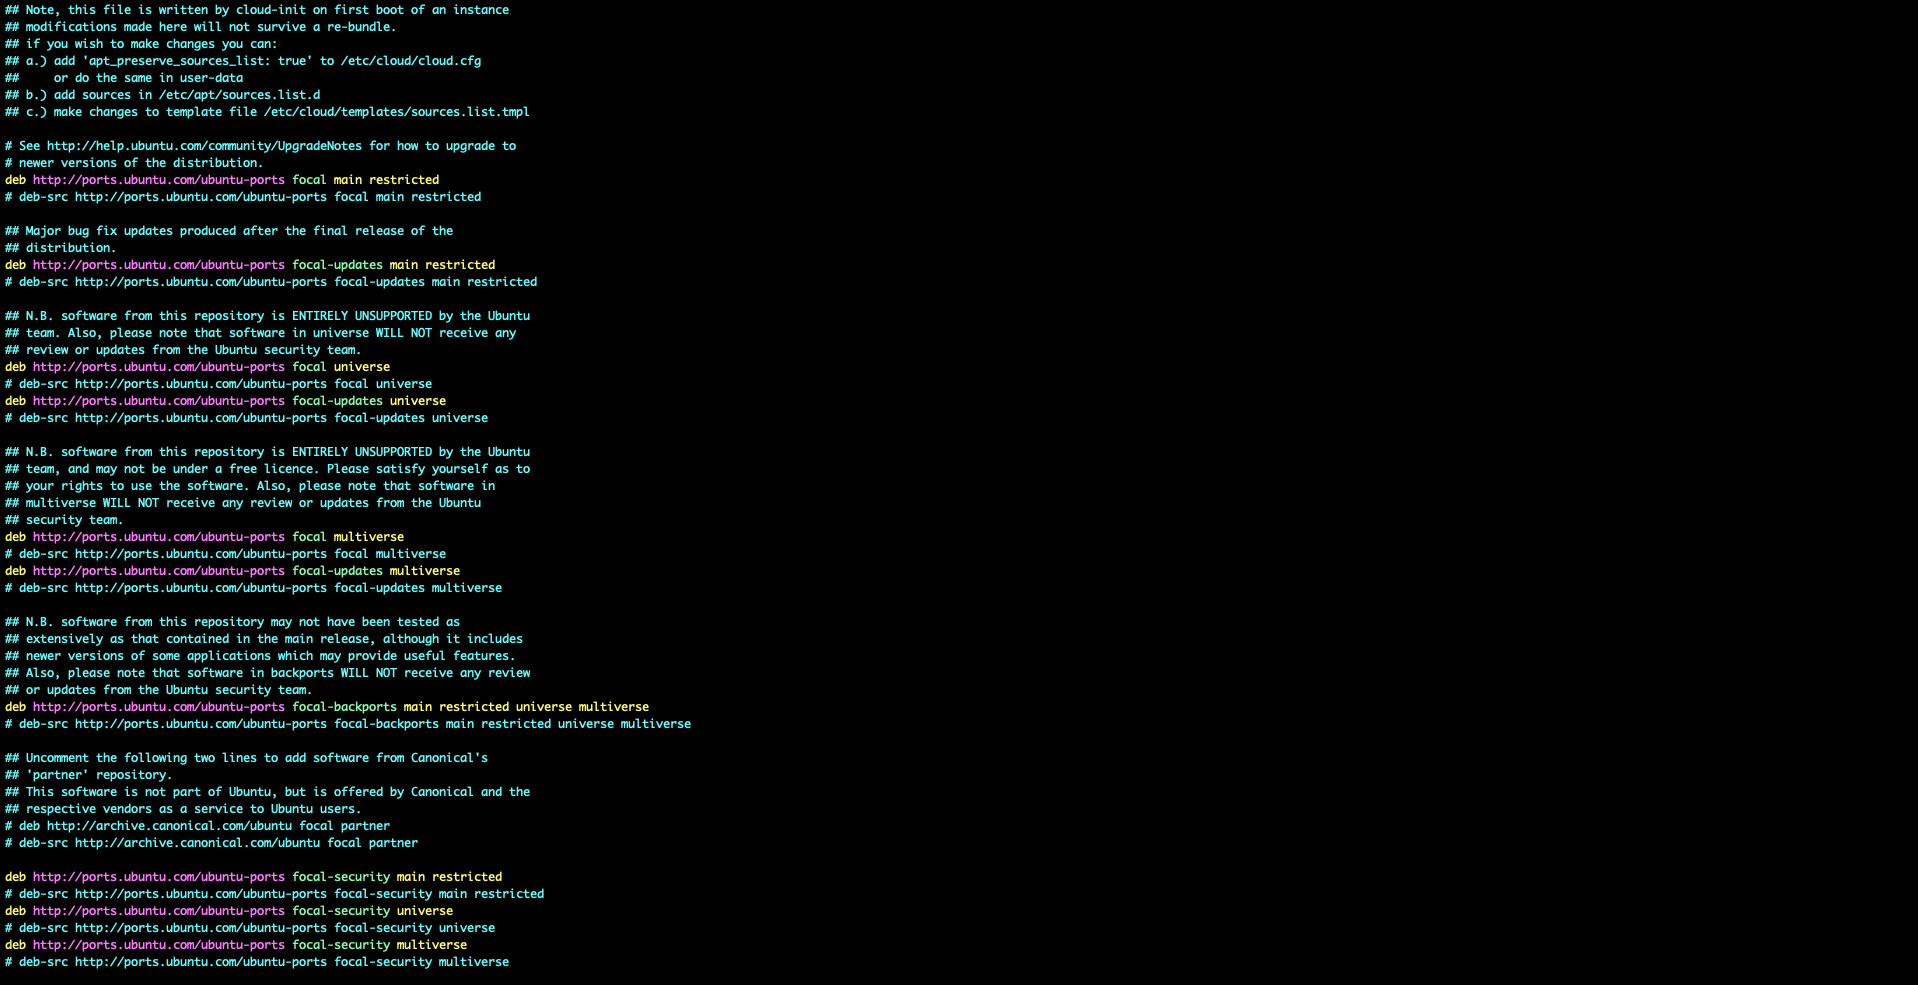 ## Note, this file is written by cloud-init on first boot of an instance
## modifications made here will not survive a re-bundle.
## if you wish to make changes you can:
## a.) add 'apt_preserve_sources_list: true' to /etc/cloud/cloud.cfg
##     or do the same in user-data
## b.) add sources in /etc/apt/sources.list.d
## c.) make changes to template file /etc/cloud/templates/sources.list.tmpl

# See http://help.ubuntu.com/community/UpgradeNotes for how to upgrade to
# newer versions of the distribution.
deb http://ports.ubuntu.com/ubuntu-ports focal main restricted
# deb-src http://ports.ubuntu.com/ubuntu-ports focal main restricted

## Major bug fix updates produced after the final release of the
## distribution.
deb http://ports.ubuntu.com/ubuntu-ports focal-updates main restricted
# deb-src http://ports.ubuntu.com/ubuntu-ports focal-updates main restricted

## N.B. software from this repository is ENTIRELY UNSUPPORTED by the Ubuntu
## team. Also, please note that software in universe WILL NOT receive any
## review or updates from the Ubuntu security team.
deb http://ports.ubuntu.com/ubuntu-ports focal universe
# deb-src http://ports.ubuntu.com/ubuntu-ports focal universe
deb http://ports.ubuntu.com/ubuntu-ports focal-updates universe
# deb-src http://ports.ubuntu.com/ubuntu-ports focal-updates universe

## N.B. software from this repository is ENTIRELY UNSUPPORTED by the Ubuntu
## team, and may not be under a free licence. Please satisfy yourself as to
## your rights to use the software. Also, please note that software in
## multiverse WILL NOT receive any review or updates from the Ubuntu
## security team.
deb http://ports.ubuntu.com/ubuntu-ports focal multiverse
# deb-src http://ports.ubuntu.com/ubuntu-ports focal multiverse
deb http://ports.ubuntu.com/ubuntu-ports focal-updates multiverse
# deb-src http://ports.ubuntu.com/ubuntu-ports focal-updates multiverse

## N.B. software from this repository may not have been tested as
## extensively as that contained in the main release, although it includes
## newer versions of some applications which may provide useful features.
## Also, please note that software in backports WILL NOT receive any review
## or updates from the Ubuntu security team.
deb http://ports.ubuntu.com/ubuntu-ports focal-backports main restricted universe multiverse
# deb-src http://ports.ubuntu.com/ubuntu-ports focal-backports main restricted universe multiverse

## Uncomment the following two lines to add software from Canonical's
## 'partner' repository.
## This software is not part of Ubuntu, but is offered by Canonical and the
## respective vendors as a service to Ubuntu users.
# deb http://archive.canonical.com/ubuntu focal partner
# deb-src http://archive.canonical.com/ubuntu focal partner

deb http://ports.ubuntu.com/ubuntu-ports focal-security main restricted
# deb-src http://ports.ubuntu.com/ubuntu-ports focal-security main restricted
deb http://ports.ubuntu.com/ubuntu-ports focal-security universe
# deb-src http://ports.ubuntu.com/ubuntu-ports focal-security universe
deb http://ports.ubuntu.com/ubuntu-ports focal-security multiverse
# deb-src http://ports.ubuntu.com/ubuntu-ports focal-security multiverse